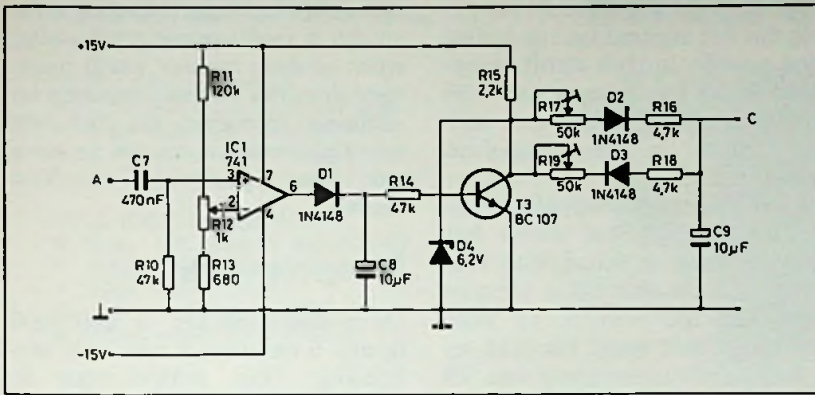 +15V
R11
120k
R15
2,2k
R17
50k
D2
1N4148
R16
4,7k
C
IC1
741
C7
470nF
A
3
7
2
6
4
+
-
D1
1N4148
R14
47k
R19
50k
D3
1N4148
R18
4,7k
R12
1k
T3
BC 107
D4
6,2V
C8
10µF
C9
10µF
R10
47k
R13
680
-15V